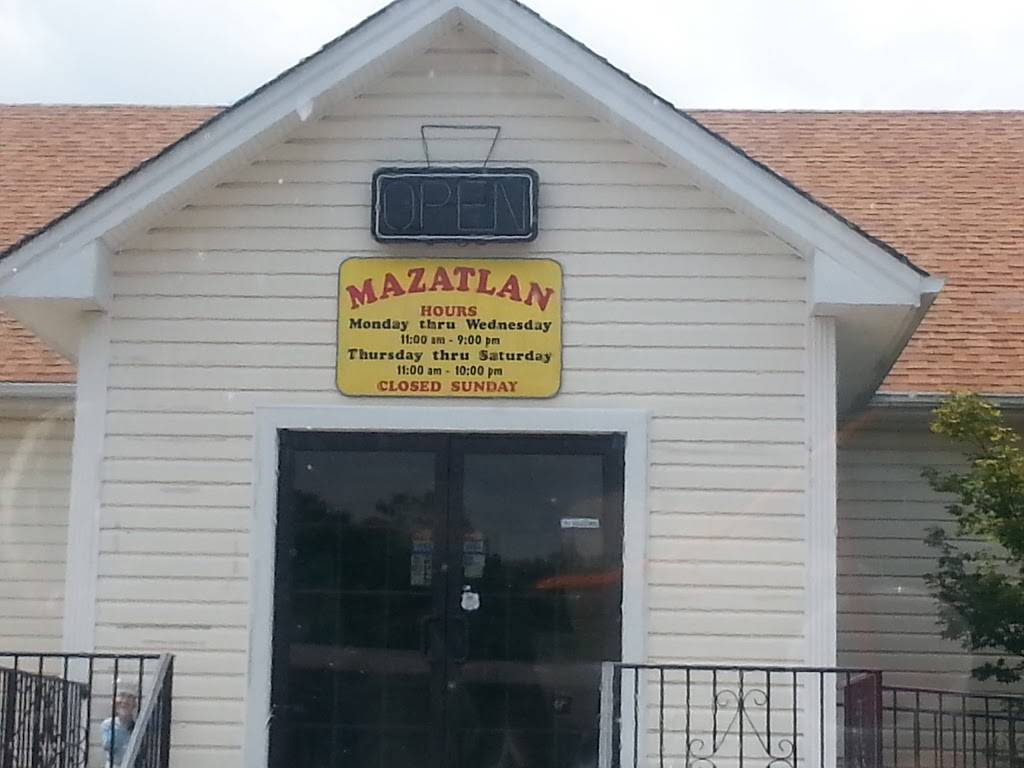 OPEN
MAZATLAN
HOURS
Monday thru Wednesday
11:00 am - 9:00 pm
Thursday thru Saturday
11:00 am - 10:00 pm
CLOSED SUNDAY